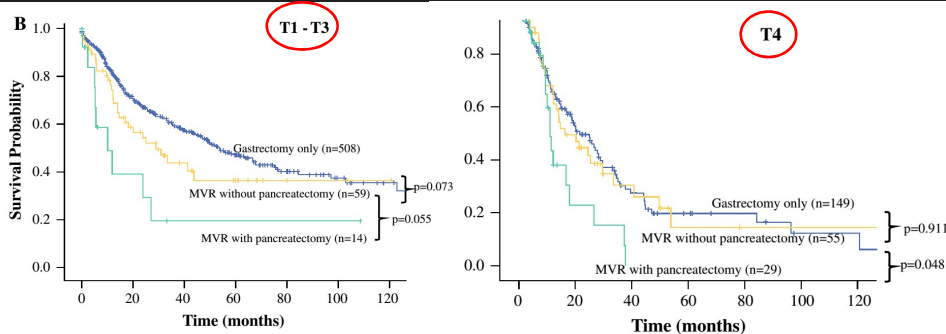 B
T1 - T3
Survival Probability
1.0
0.8
0.6
0.4
0.2
0.0
Gastrectomy only (n=508)
MVR without pancreatectomy (n=59)
MVR with pancreatectomy (n=14)
p=0.073
p=0.055
0 20 40 60 80 100 120
Time (months)
T4
0.8
0.6
0.4
0.2
0.0
Gastrectomy only (n=149)
MVR without pancreatectomy (n=55)
MVR with pancreatectomy (n=29)
p=0.911
p=0.048
0 20 40 60 80 100 120
Time (months)